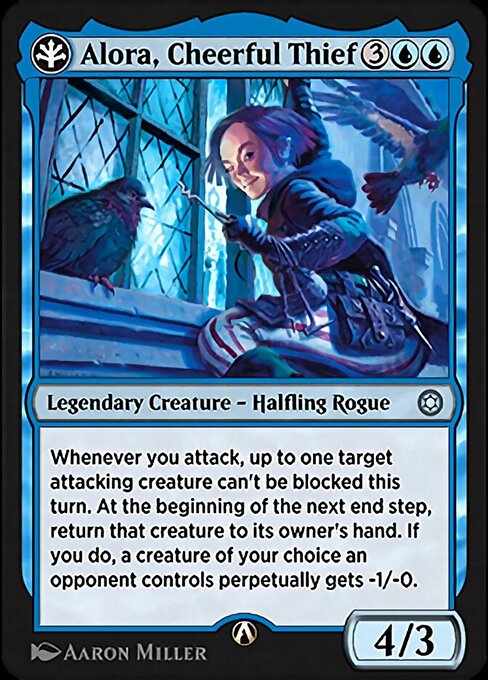 Alora, Cheerful Thief 3
Legendary Creature – Halfling Rogue
Whenever you attack, up to one target
attacking creature can't be blocked this
turn. At the beginning of the next end step,
return that creature to its owner's hand. If
you do, a creature of your choice an
opponent controls perpetually gets -1/-0.
4/3
Aaron Miller